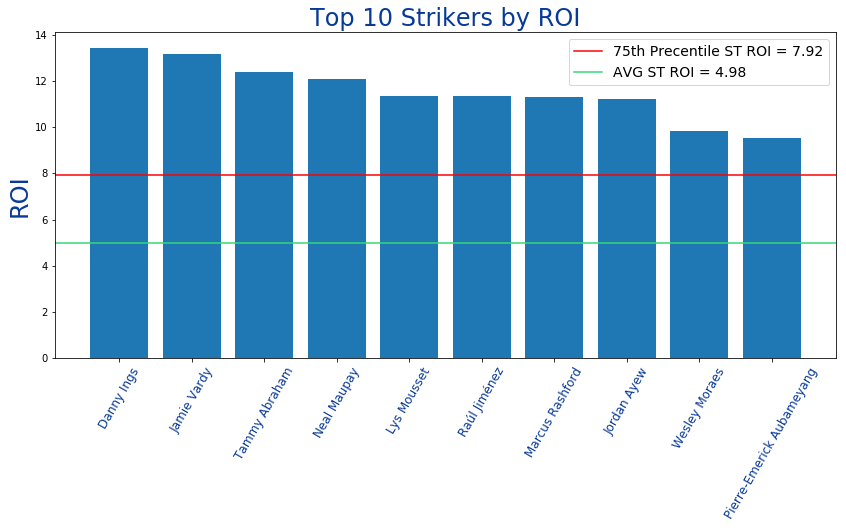 Top 10 Strikers by ROI
75th Precentile ST ROI = 7.92
AVG ST ROI = 4.98
ROI
14
12
10
8
6
4
2
0
Danny Ings
Jamie Vardy
Tammy Abraham
Neal Maupay
Lys Mousset
Raúl Jiménez
Marcus Rashford
Jordan Ayew
Wesley Moraes
Pierre-Emerick Aubameyang